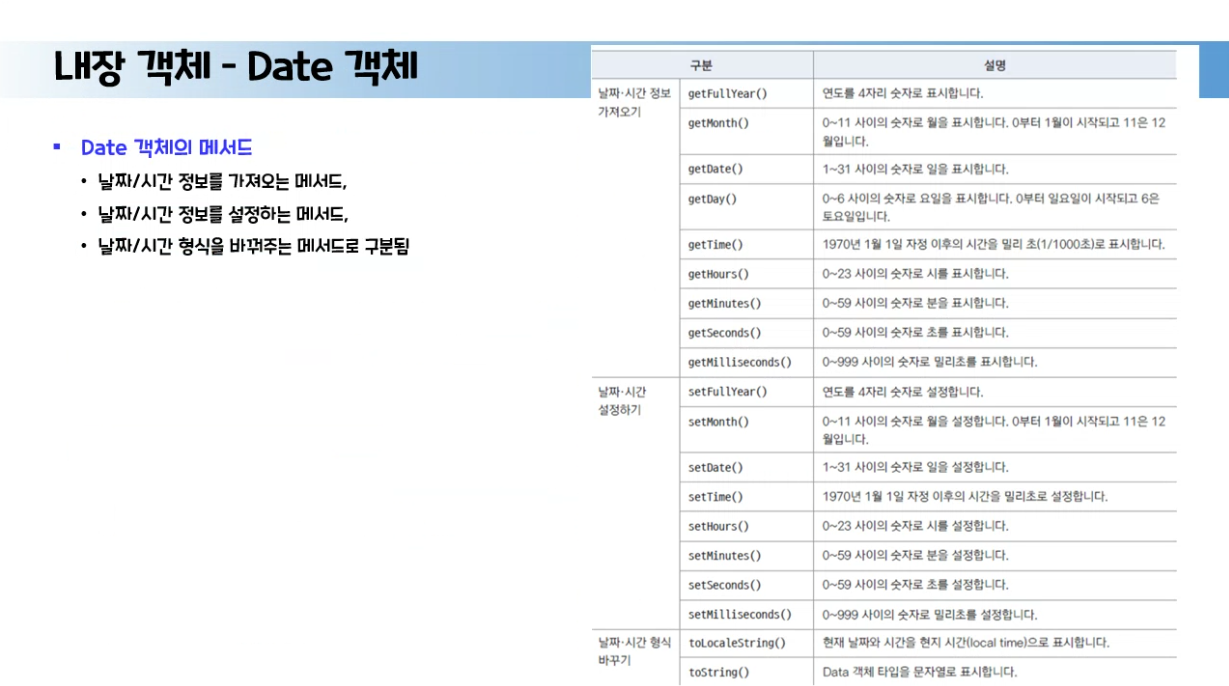 내장 객체 - Date 객체
▪ Date 객체의 메서드
• 날짜/시간 정보를 가져오는 메서드,
• 날짜/시간 정보를 설정하는 메서드,
• 날짜/시간 형식을 바꿔주는 메서드로 구분됨
구분 설명
날짜·시간 정보
가져오기
getFullYear() 연도를 4자리 숫자로 표시합니다.
getMonth() 0~11 사이의 숫자로 월을 표시합니다. 0부터 1월이 시작되고 11은 12
월입니다.
getDate() 1~31 사이의 숫자로 일을 표시합니다.
getDay() 0~6 사이의 숫자로 요일을 표시합니다. 0부터 일요일이 시작되고 6은
토요일입니다.
getTime() 1970년 1월 1일 자정 이후의 시간을 밀리 초(1/1000초)로 표시합니다.
getHours() 0~23 사이의 숫자로 시를 표시합니다.
getMinutes() 0~59 사이의 숫자로 분을 표시합니다.
getSeconds() 0~59 사이의 숫자로 초를 표시합니다.
getMilliseconds() 0~999 사이의 숫자로 밀리초를 표시합니다.
날짜·시간
설정하기
setFullYear() 연도를 4자리 숫자로 설정합니다.
setMonth() 0~11 사이의 숫자로 월을 설정합니다. 0부터 1월이 시작되고 11은 12
월입니다.
setDate() 1~31 사이의 숫자로 일을 설정합니다.
setTime() 1970년 1월 1일 자정 이후의 시간을 밀리초로 설정합니다.
setHours() 0~23 사이의 숫자로 시를 설정합니다.
setMinutes() 0~59 사이의 숫자로 분을 설정합니다.
setSeconds() 0~59 사이의 숫자로 초를 설정합니다.
setMilliseconds() 0~999 사이의 숫자로 밀리초를 설정합니다.
날짜·시간 형식
바꾸기
toLocaleString() 현재 날짜와 시간을 현지 시간(local time)으로 표시합니다.
toString() Data 객체 타입을 문자열로 표시합니다.